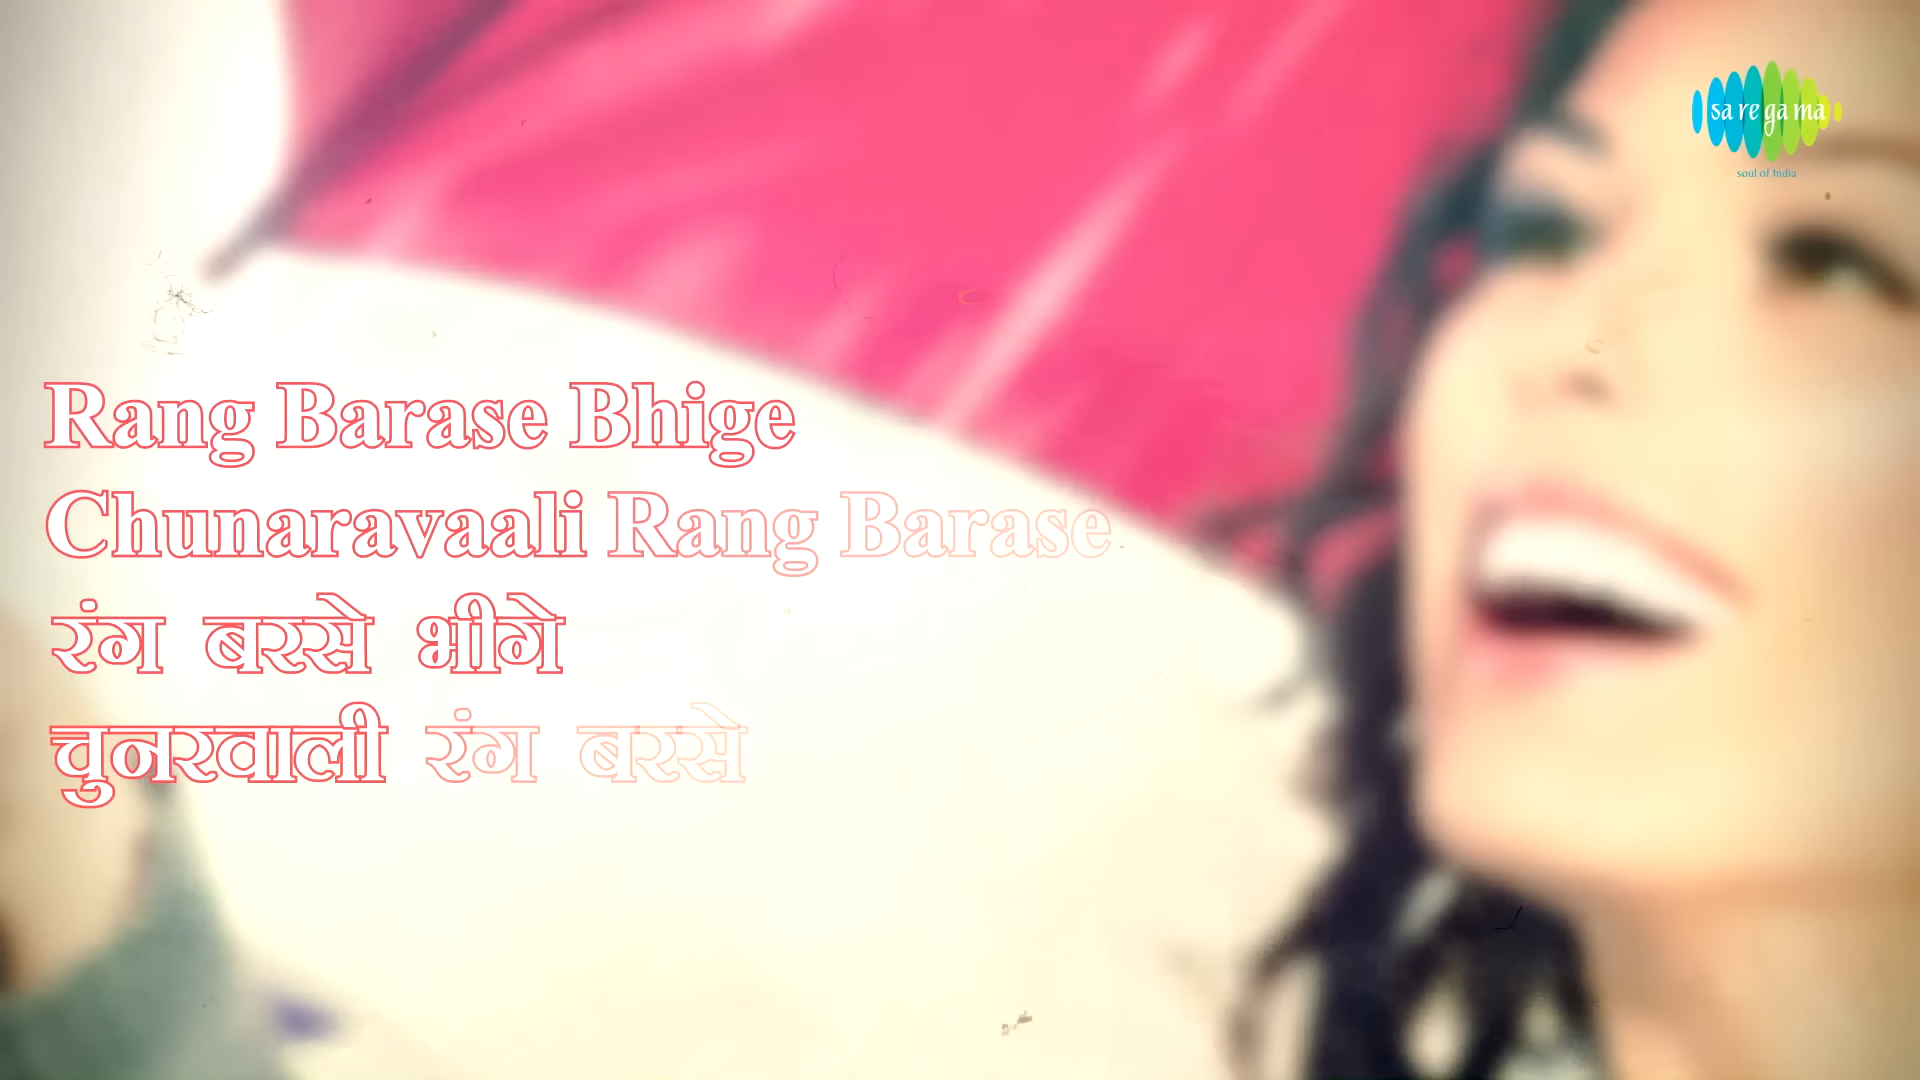 sa re ga ma
soul of India
Rang Barase Bhige
Chunaravaali Rang Barase
रंग बरसे भीगे
चुनरवाली रंग बरसे